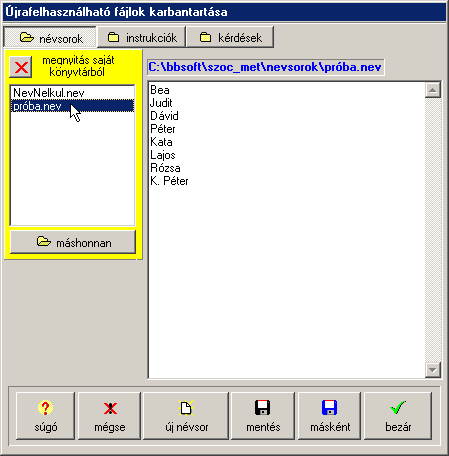 Újrafelhasználható fájlok karbantartása
névsorok
instrukciók
kérdések
megnyitás saját
könyvtárból
C:\bbsoft\szoc_met\nevsorok\próba.nev
NevNelkul.nev
próba.nev
máshonnan
Bea
Judit
Dávid
Péter
Kata
Lajos
Rózsa
K. Péter
súgó
mégse
új névsor
mentés
másként
bezár